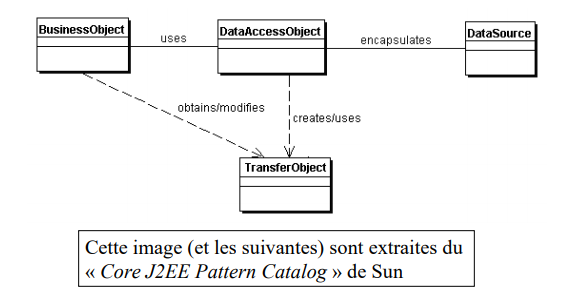 BusinessObject
uses
DataAccessObject
encapsulates
DataSource
obtains/modifies
creates/uses
TransferObject
Cette image (et les suivantes) sont extraites du
« Core J2EE Pattern Catalog » de Sun